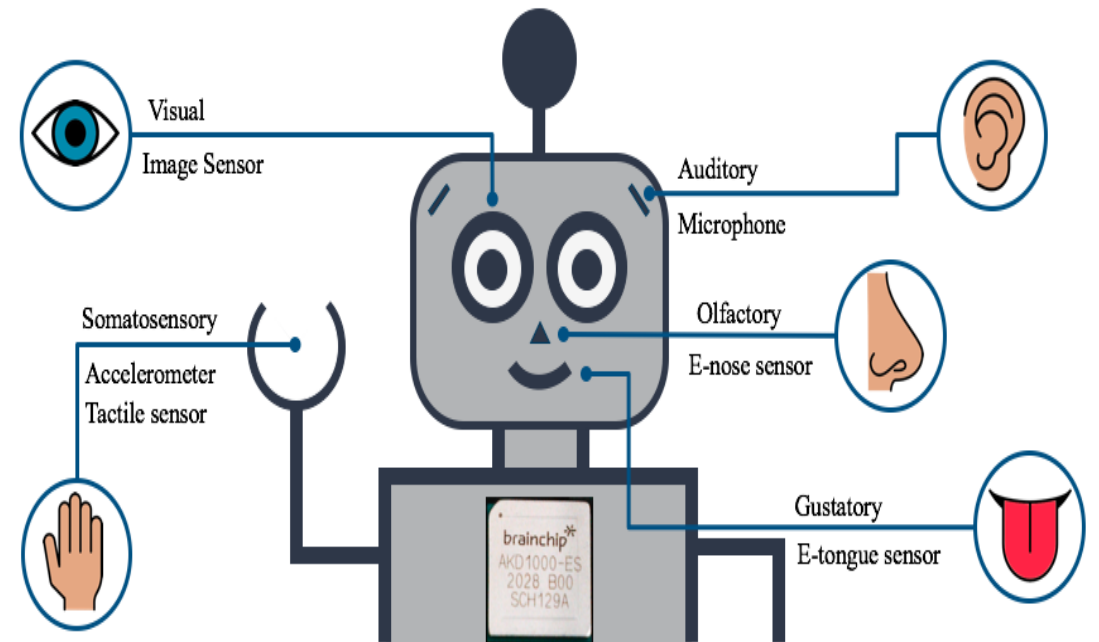 Visual
Image Sensor
Auditory
Microphone
Somatosensory
Accelerometer
Tactile sensor
Olfactory
E-nose sensor
Gustatory
E-tongue sensor
brainchip
AKD1000-ES
2028 B00
SCH129A